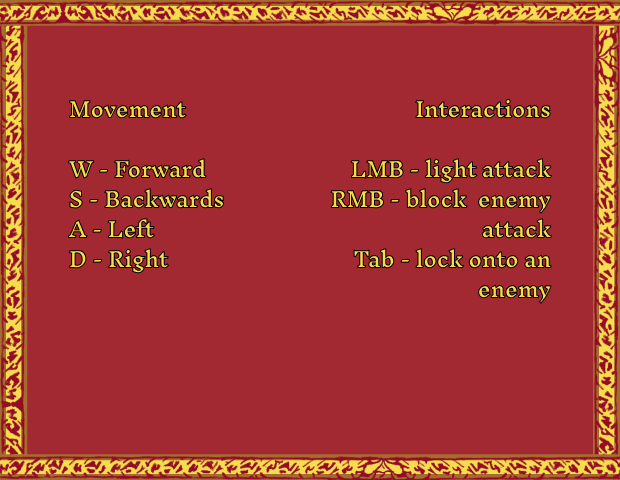 Movement
W - Forward
S - Backwards
A - Left
D - Right
Interactions
LMB - light attack
RMB - block  enemy
attack
Tab - lock onto an
enemy